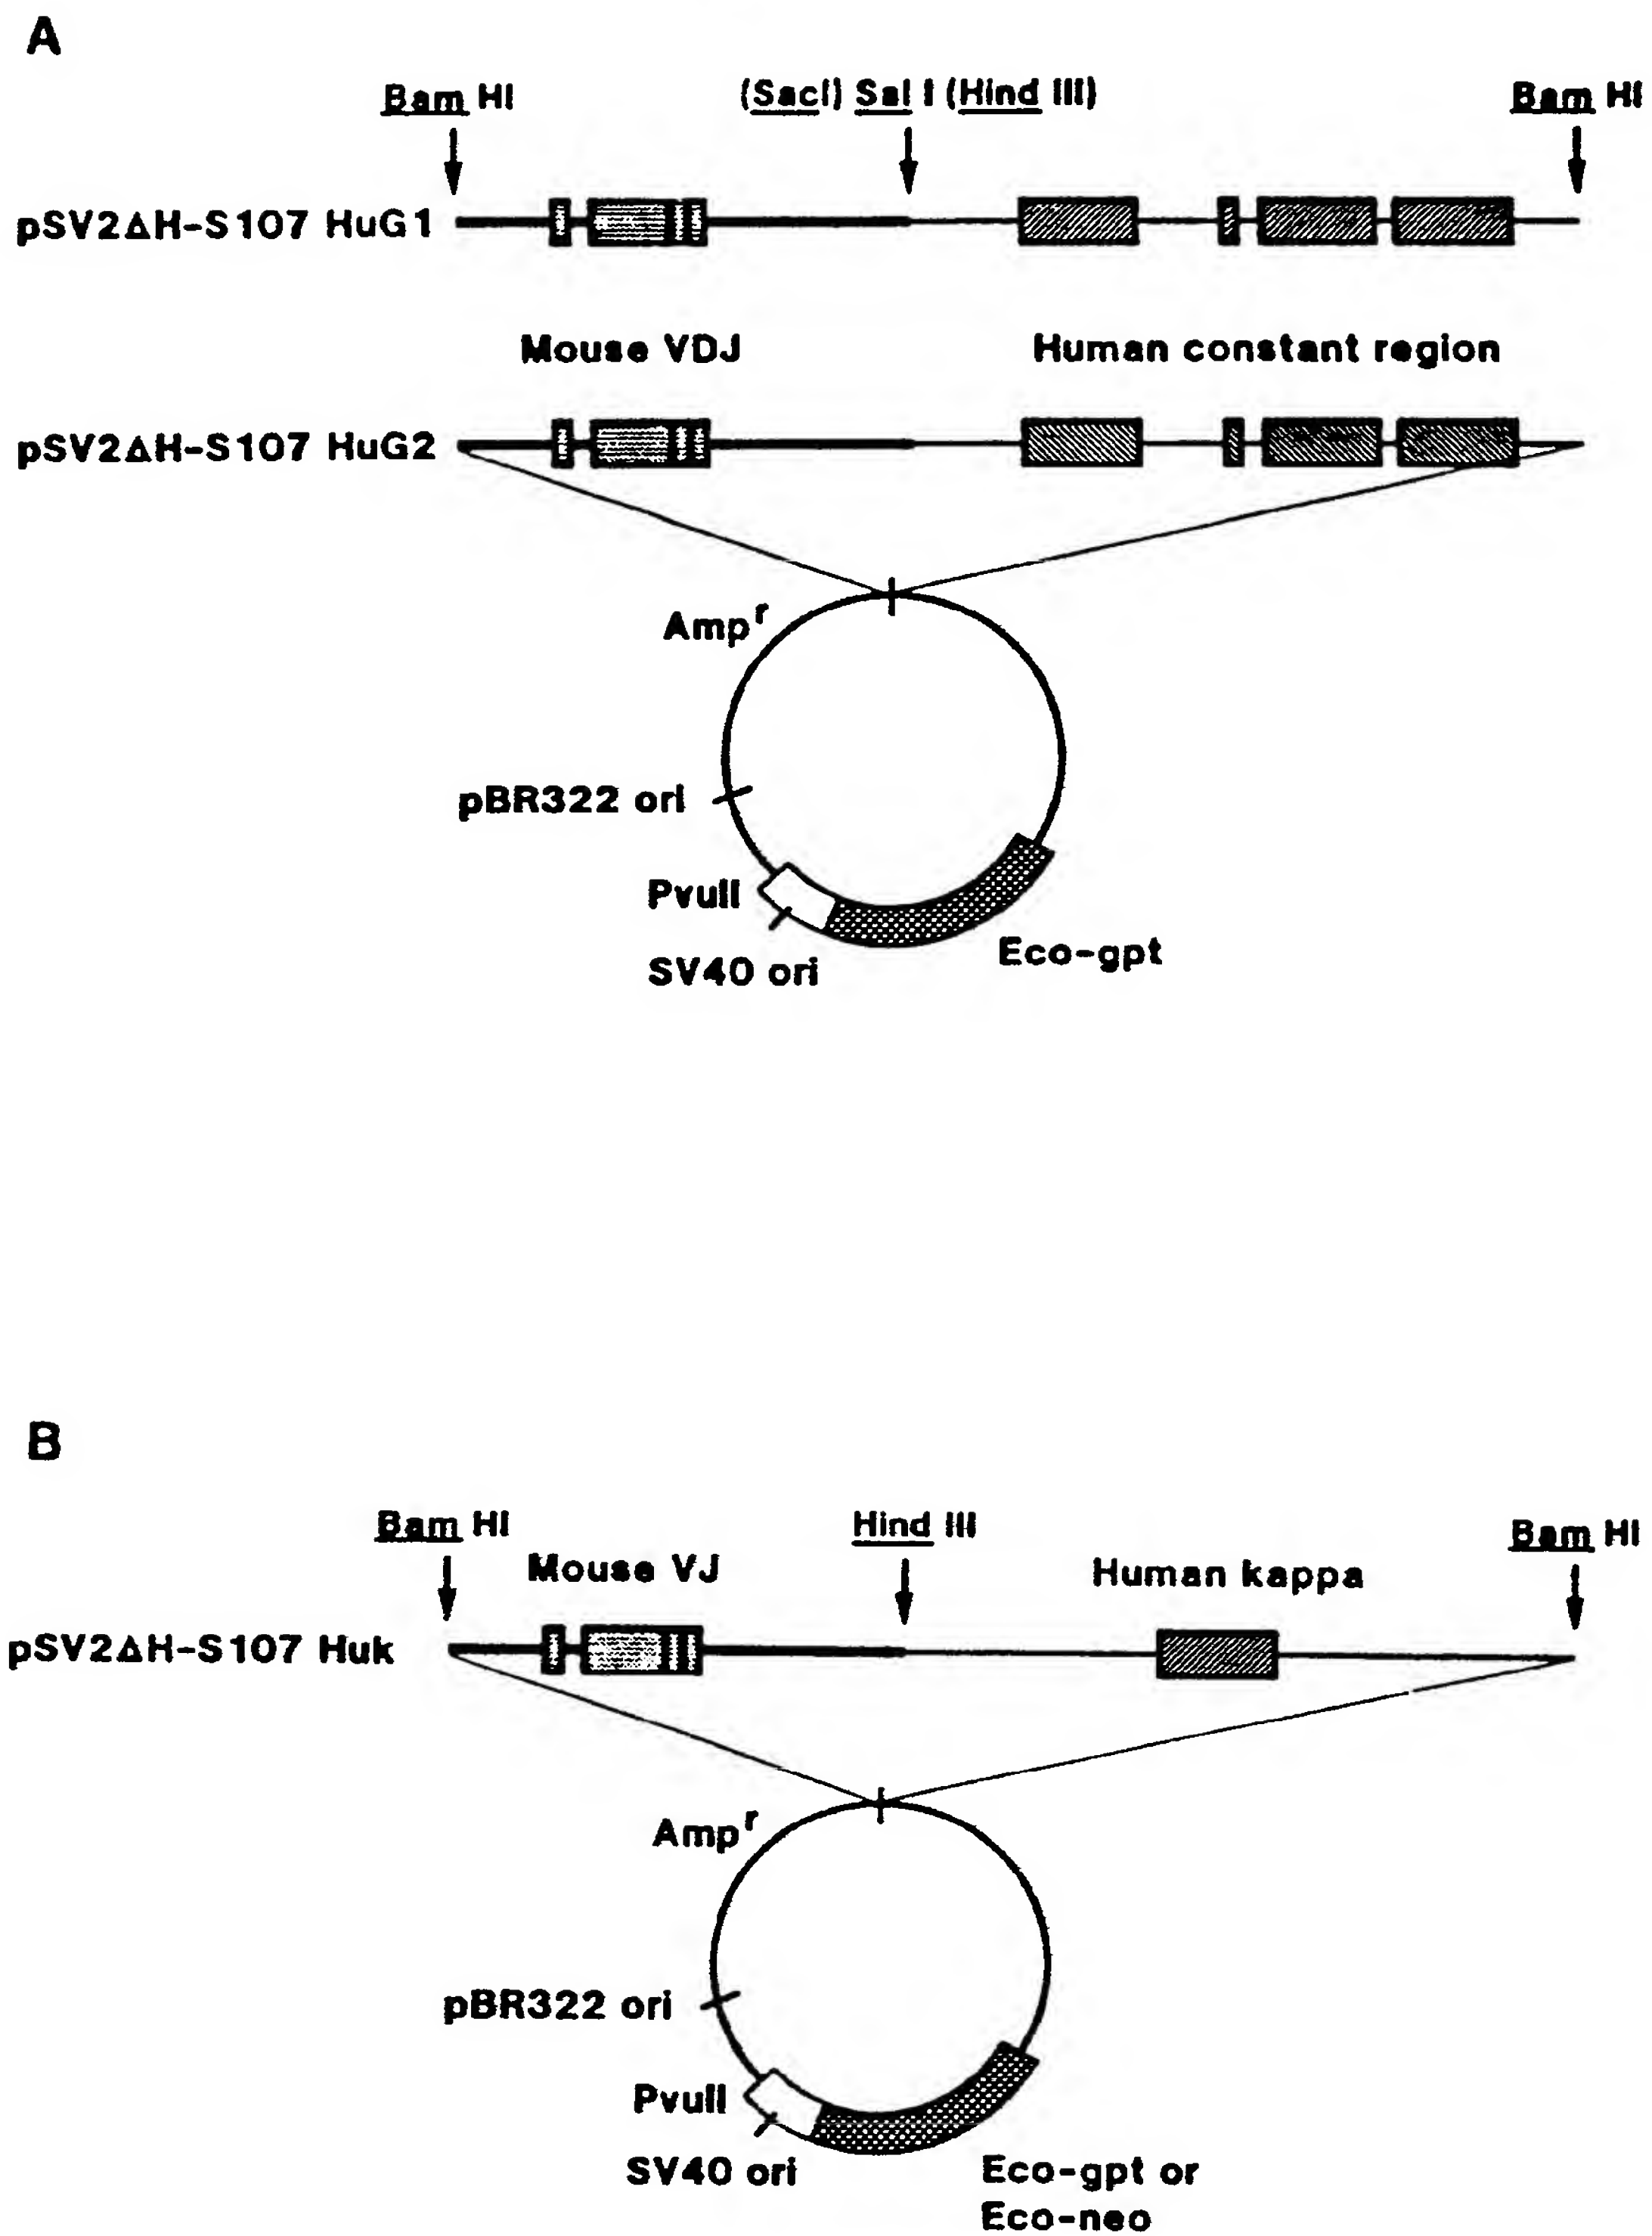 A
Bam HI
(SacI) Sal I (Hind III)
Bam HI
pSV2ΔH-S107 HuG1
Mouse VDJ
Human constant region
pSV2ΔH-S107 HuG2
Ampr
pBR322 ori
PvuII
SV40 ori
Eco-gpt
B
Bam HI
Mouse VJ
Hind III
Human kappa
Bam HI
pSV2ΔH-S107 Huk
Ampr
pBR322 ori
PvuII
SV40 ori
Eco-gpt or
Eco-neo